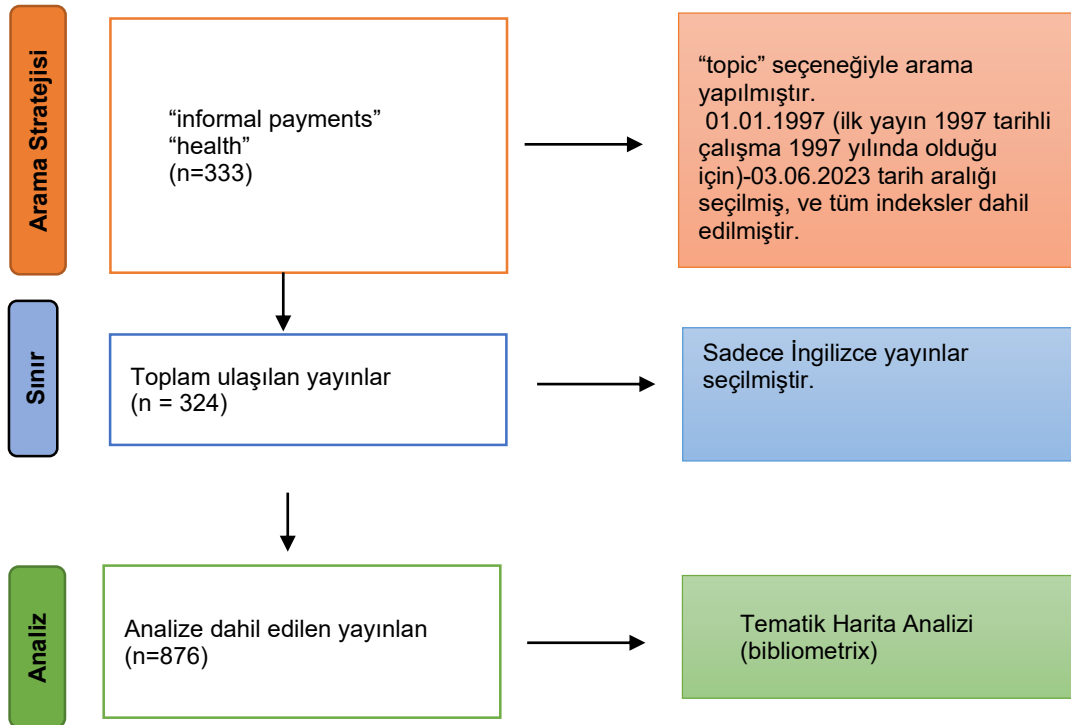 Arama Stratejisi
“informal payments”
“health”
(n=333)
“topic” seçeneğiyle arama
yapılmıştır.
01.01.1997 (ilk yayın 1997 tarihli
çalışma 1997 yılında olduğu
için)-03.06.2023 tarih aralığı
seçilmiş, ve tüm indeksler dahil
edilmiştir.
Sınır
Toplam ulaşılan yayınlar
(n = 324)
Sadece İngilizce yayınlar
seçilmiştir.
Analiz
Analize dahil edilen yayınlan
(n=876)
Tematik Harita Analizi
(bibliometrix)